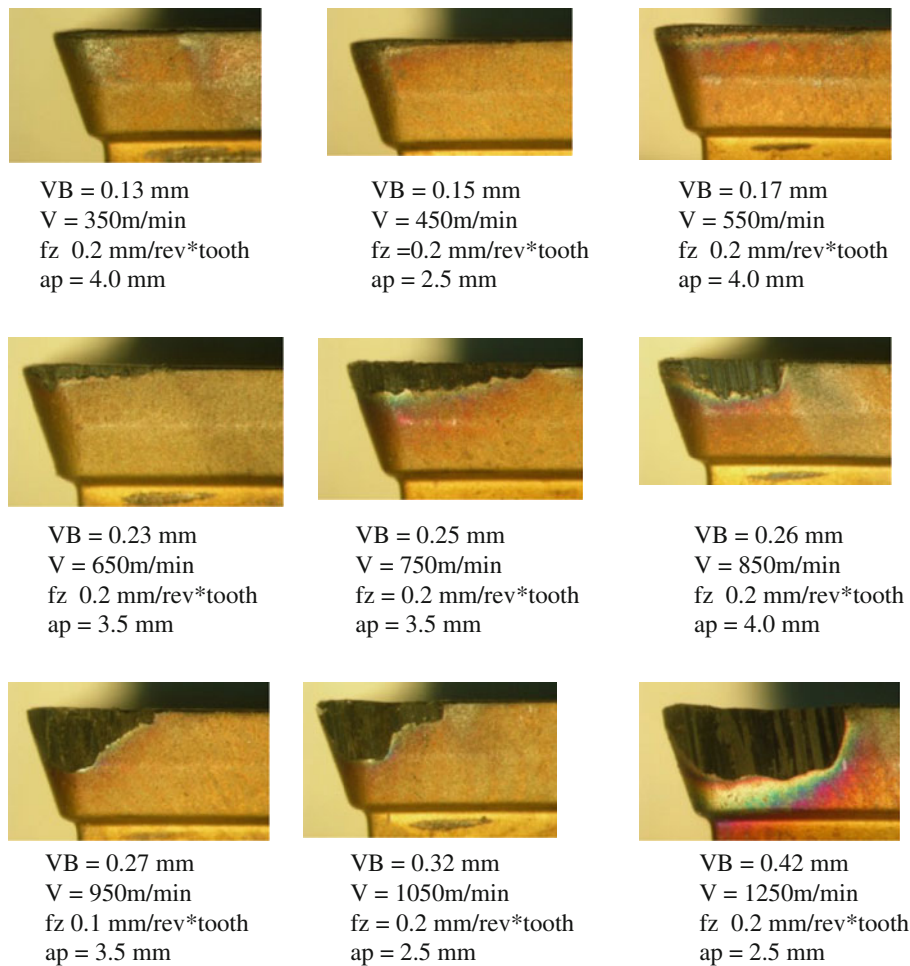 VB = 0.13 mm
V = 350m/min
fz 0.2 mm/rev*tooth
ap = 4.0 mm
VB = 0.15 mm
V = 450m/min
fz =0.2 mm/rev*tooth
ap = 2.5 mm
VB = 0.17 mm
V = 550m/min
fz 0.2 mm/rev*tooth
ap = 4.0 mm
VB = 0.23 mm
V = 650m/min
fz 0.2 mm/rev*tooth
ap = 3.5 mm
VB = 0.25 mm
V = 750m/min
fz = 0.2 mm/rev*tooth
ap = 3.5 mm
VB = 0.26 mm
V = 850m/min
fz 0.2 mm/rev*tooth
ap = 4.0 mm
VB = 0.27 mm
V = 950m/min
fz 0.1 mm/rev*tooth
ap = 3.5 mm
VB = 0.32 mm
V = 1050m/min
fz = 0.2 mm/rev*tooth
ap = 2.5 mm
VB = 0.42 mm
V = 1250m/min
fz 0.2 mm/rev*tooth
ap = 2.5 mm